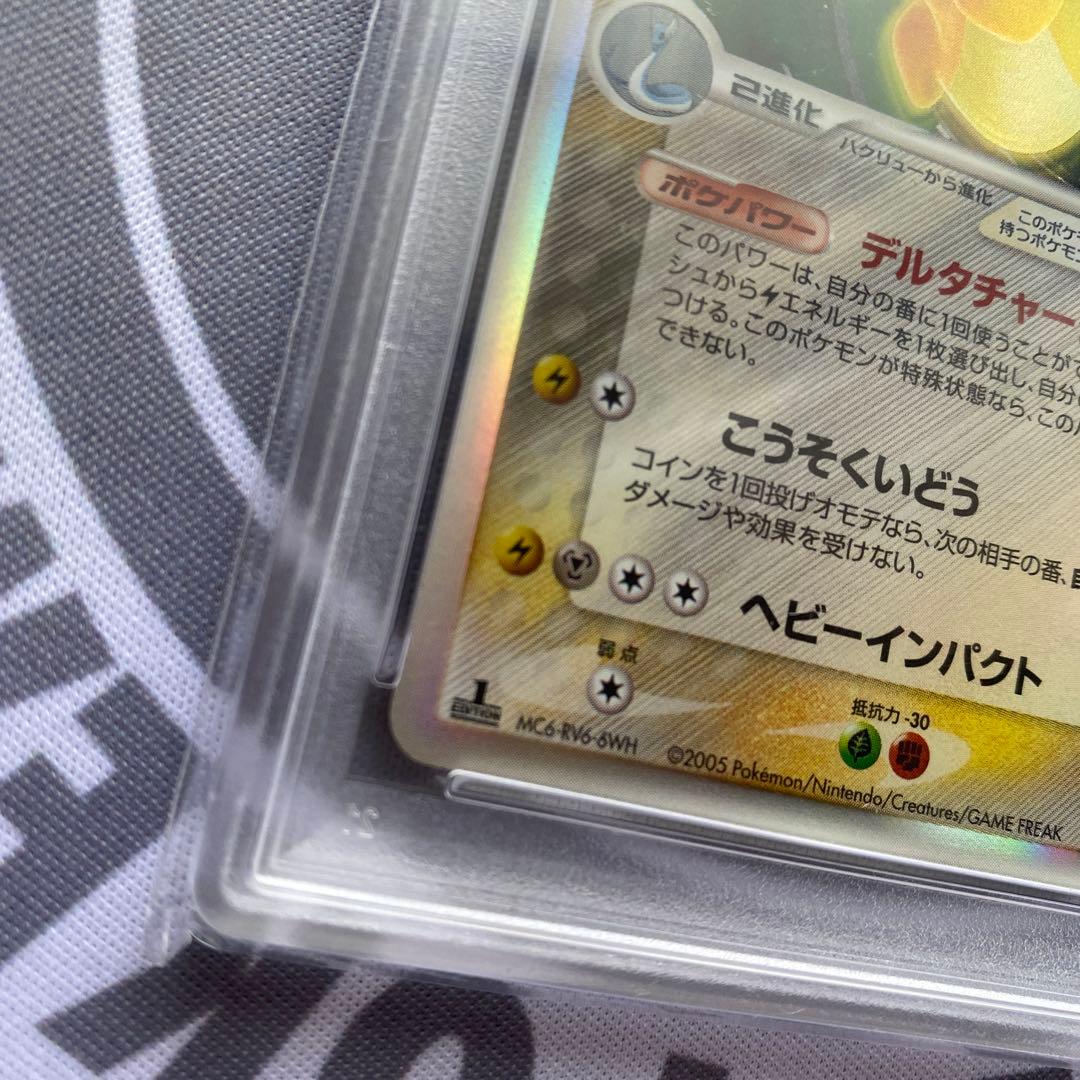 己進化
ハクリューから進化
このポケモ
持つポケモン
ポケパワー
デルタチャー
このパワーは、自分の番に1回使うことがで
シュからエネルギーを1枚選び出し、自分
つける。このポケモンが特殊状態なら、この
できない。
こうそくいどう
コインを1回投げオモテなら、次の相手の番、
ダメージや効果を受けない。
ヘビーインパクト
弱点
抵抗力 -30
1
EDITION
MC6-RV6-6WH
©2005 Pokémon/Nintendo/Creatures/GAME FREAK